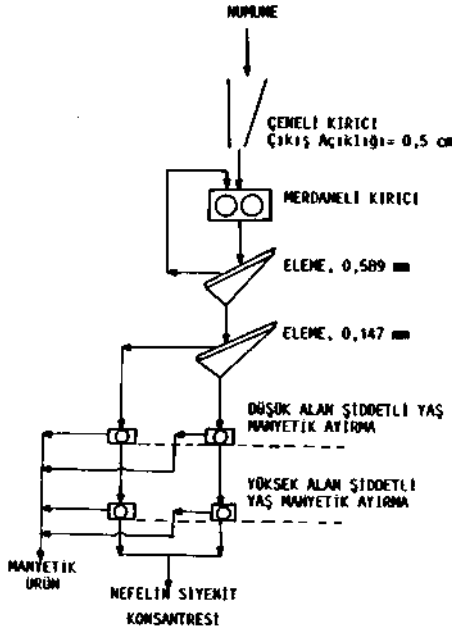 NUMUNE
ÇENELİ KIRICI
Çıkış Açıklığı= 0,5 cm
MERDANELİ KIRICI
ELEME, 0,589 mm
ELEME, 0,147 mm
DÜŞÜK ALAN ŞİDDETLİ YAŞ
MANYETİK AYIRMA
YÜKSEK ALAN ŞİDDETLİ
YAŞ MANYETİK AYIRMA
MANYETİK
ÜRÜN
NEFELİN SİYENİT
KONSANTRESİ